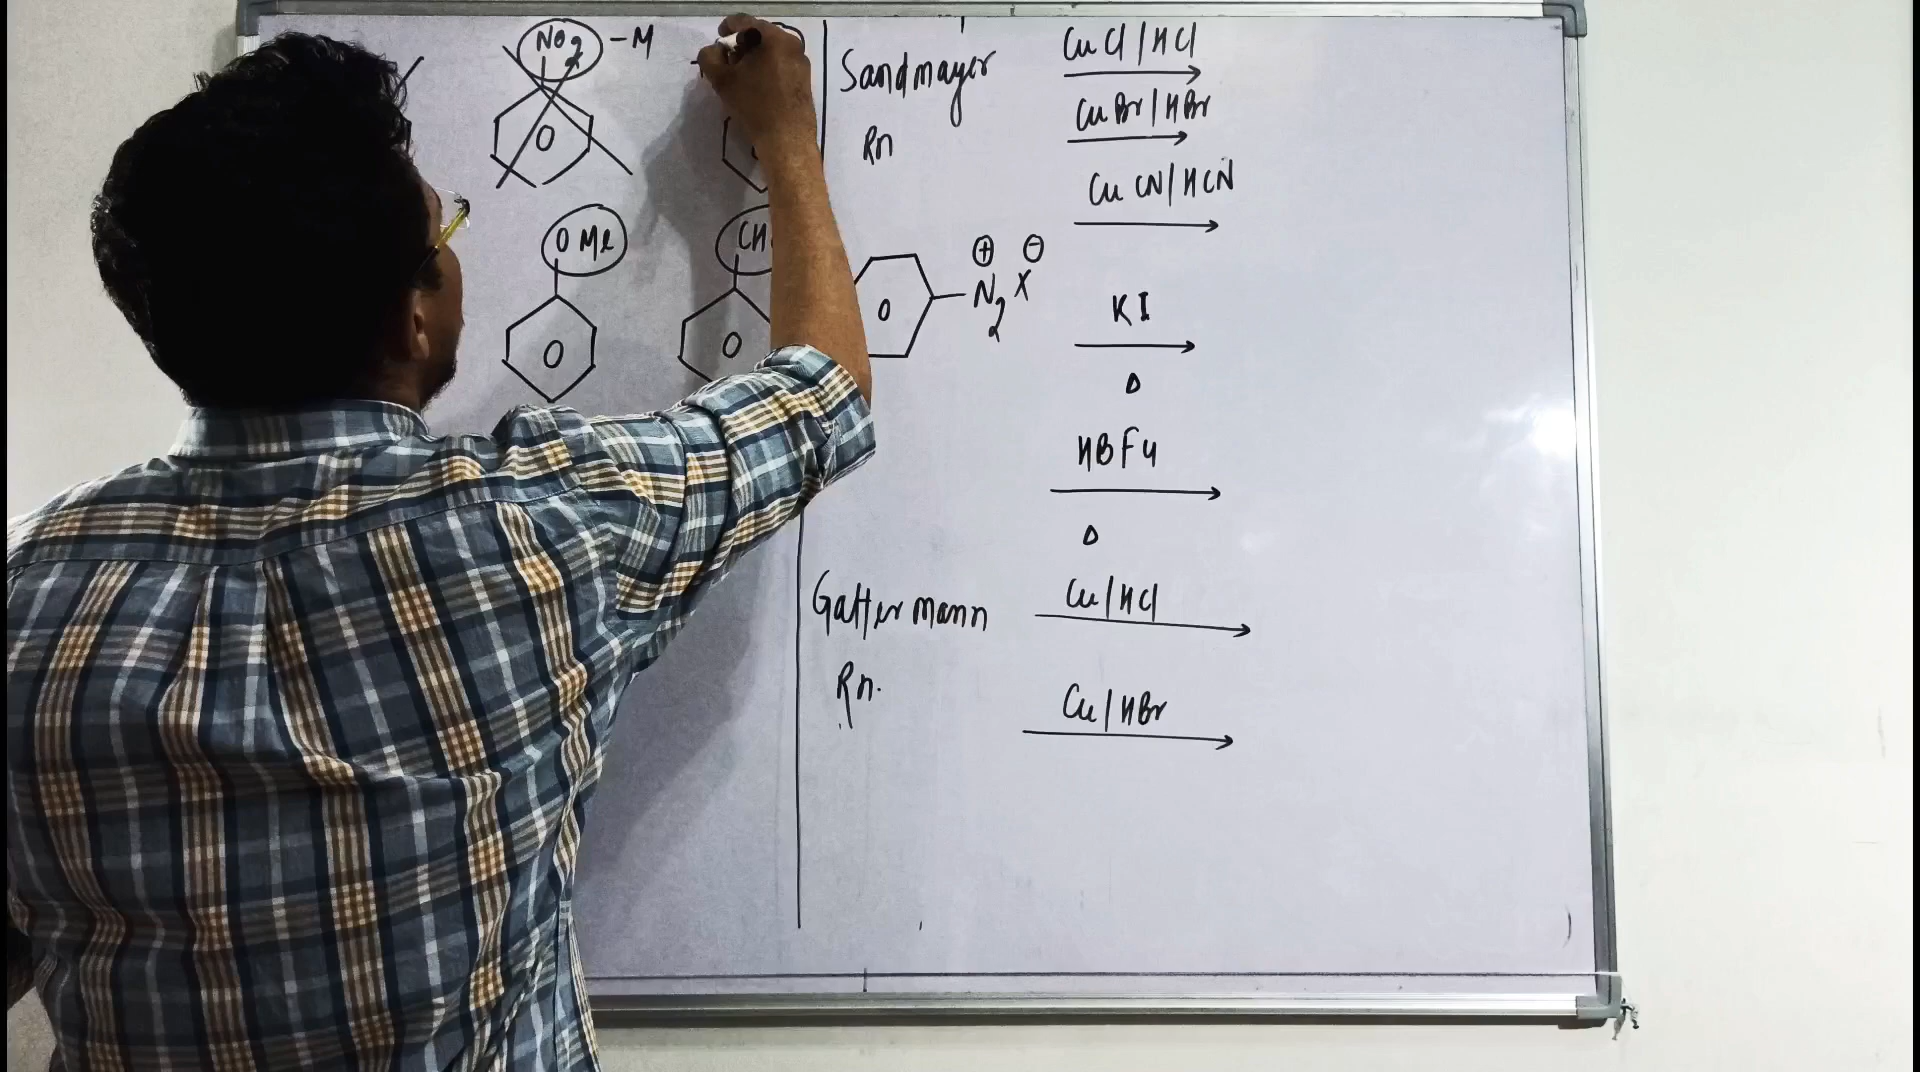 NO2 -M
O
OMe
O
CH
O
Sandmayer
Rn
CuCl/HCl
CuBr/HBr
CuCN/HCN
⊕ ⊖
O N2 X
KI
Δ
HBF4
Δ
Gattermann
Rn.
Cu/HCl
Cu/HBr